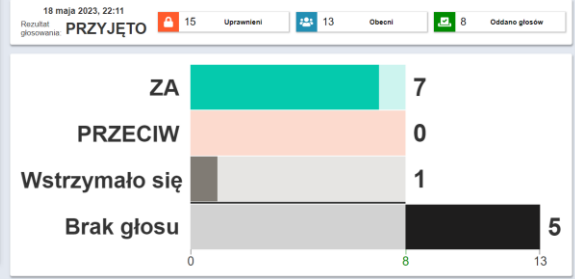 18 maja 2023, 22:11
Rezultat głosowania: PRZYJĘTO
15 Uprawnieni
13 Obecni
8 Oddano głosów
ZA 7
PRZECIW 0
Wstrzymało się 1
Brak głosu 5
0 8 13